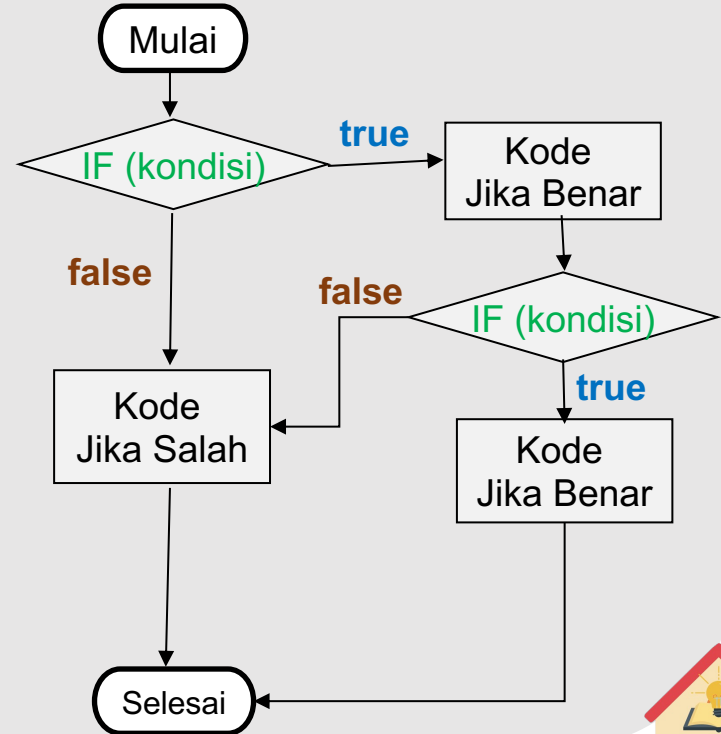 Mulai
IF (kondisi)
true
Kode
Jika Benar
false
false
IF (kondisi)
true
Kode
Jika Salah
Kode
Jika Benar
Selesai